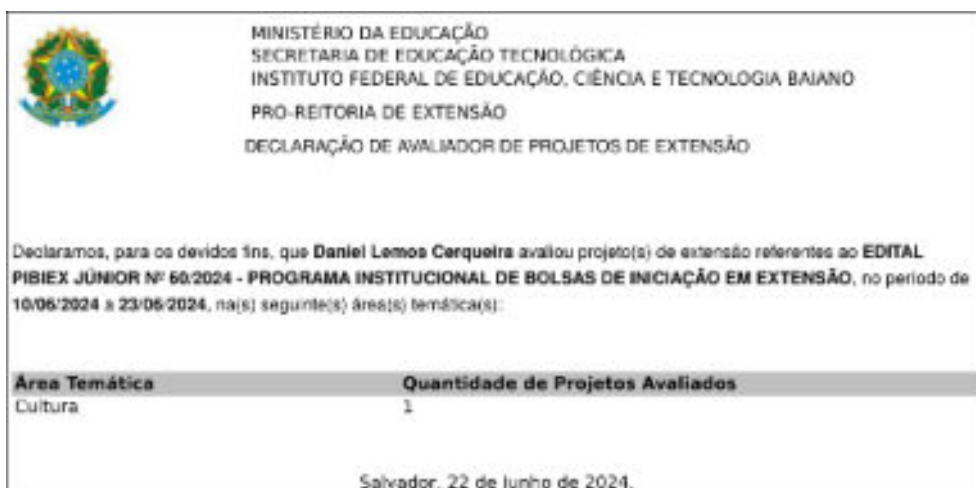 MINISTÉRIO DA EDUCAÇÃO
SECRETARIA DE EDUCAÇÃO TECNOLÓGICA
INSTITUTO FEDERAL DE EDUCAÇÃO, CIÊNCIA E TECNOLOGIA BAIANO
PRO-REITORIA DE EXTENSÃO
DECLARAÇÃO DE AVALIADOR DE PROJETOS DE EXTENSÃO
Declaramos, para os devidos fins, que Daniel Lemos Cerqueira avaliou projeto(s) de extensão referentes ao EDITAL
PIBIEX JÚNIOR Nº 60/2024 - PROGRAMA INSTITUCIONAL DE BOLSAS DE INICIAÇÃO EM EXTENSÃO, no período de
10/06/2024 a 23/06/2024, na(s) seguinte(s) área(s) temática(s):
Área Temática Quantidade de Projetos Avaliados
Cultura 1
Salvador, 22 de Junho de 2024.